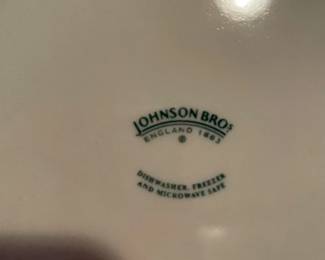 JOHNSON BROS
ENGLAND 1883
®
DISHWASHER, FREEZER
AND MICROWAVE SAFE